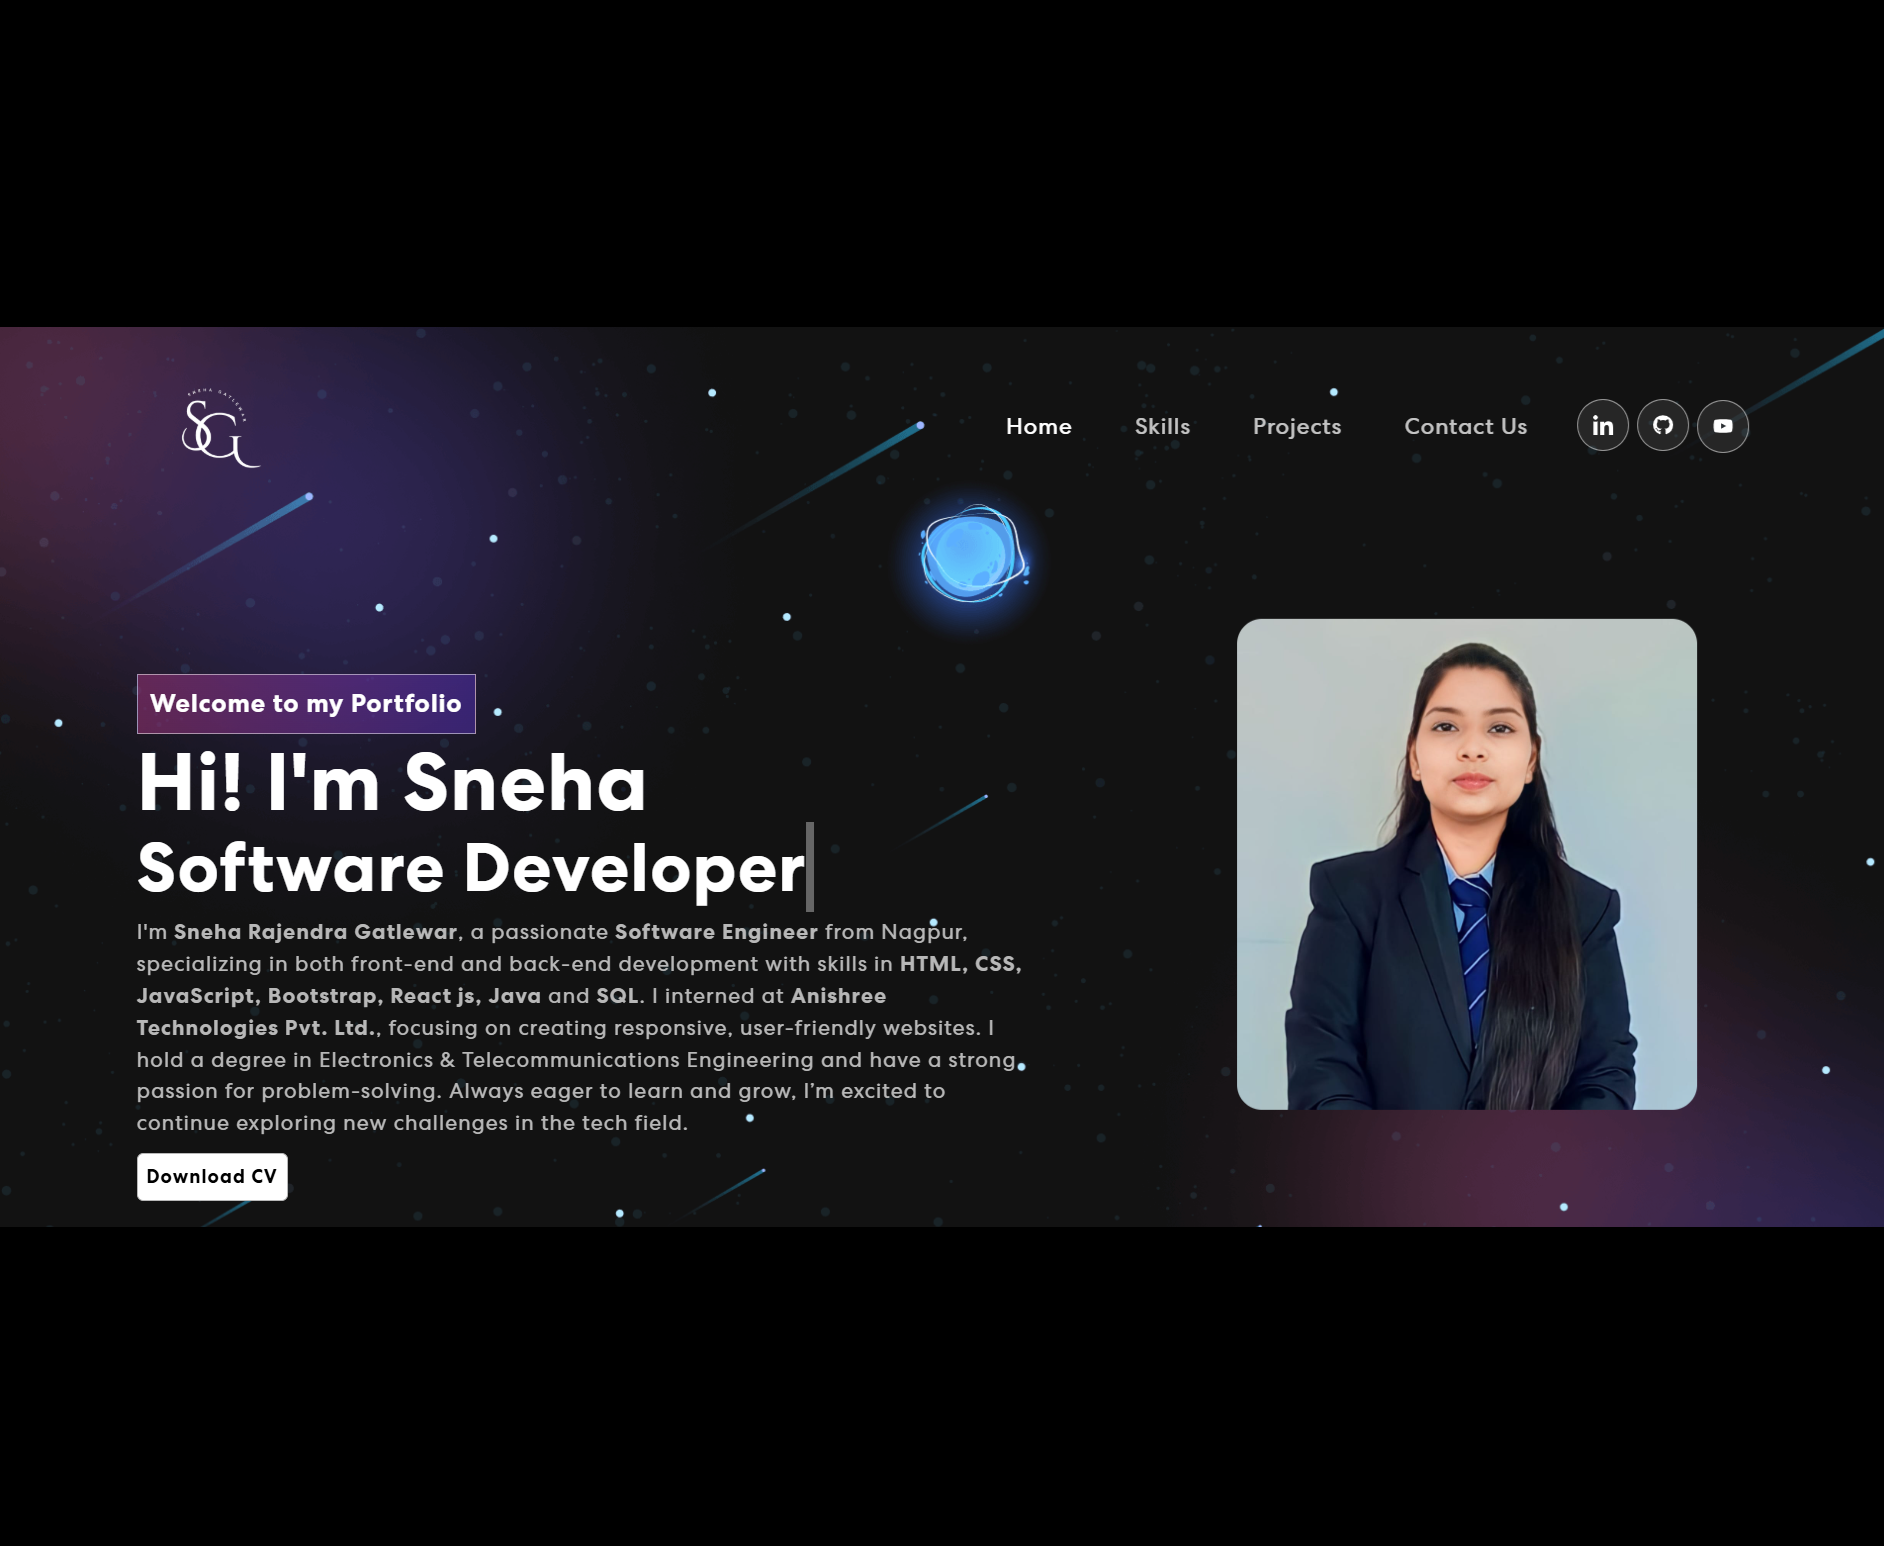 SNEHA GATLEWAR
SG
Home Skills Projects Contact Us
Welcome to my Portfolio
Hi! I'm Sneha
Software Developer
I'm Sneha Rajendra Gatlewar, a passionate Software Engineer from Nagpur,
specializing in both front-end and back-end development with skills in HTML, CSS,
JavaScript, Bootstrap, React js, Java and SQL. I interned at Anishree
Technologies Pvt. Ltd., focusing on creating responsive, user-friendly websites. I
hold a degree in Electronics & Telecommunications Engineering and have a strong
passion for problem-solving. Always eager to learn and grow, I’m excited to
continue exploring new challenges in the tech field.
Download CV